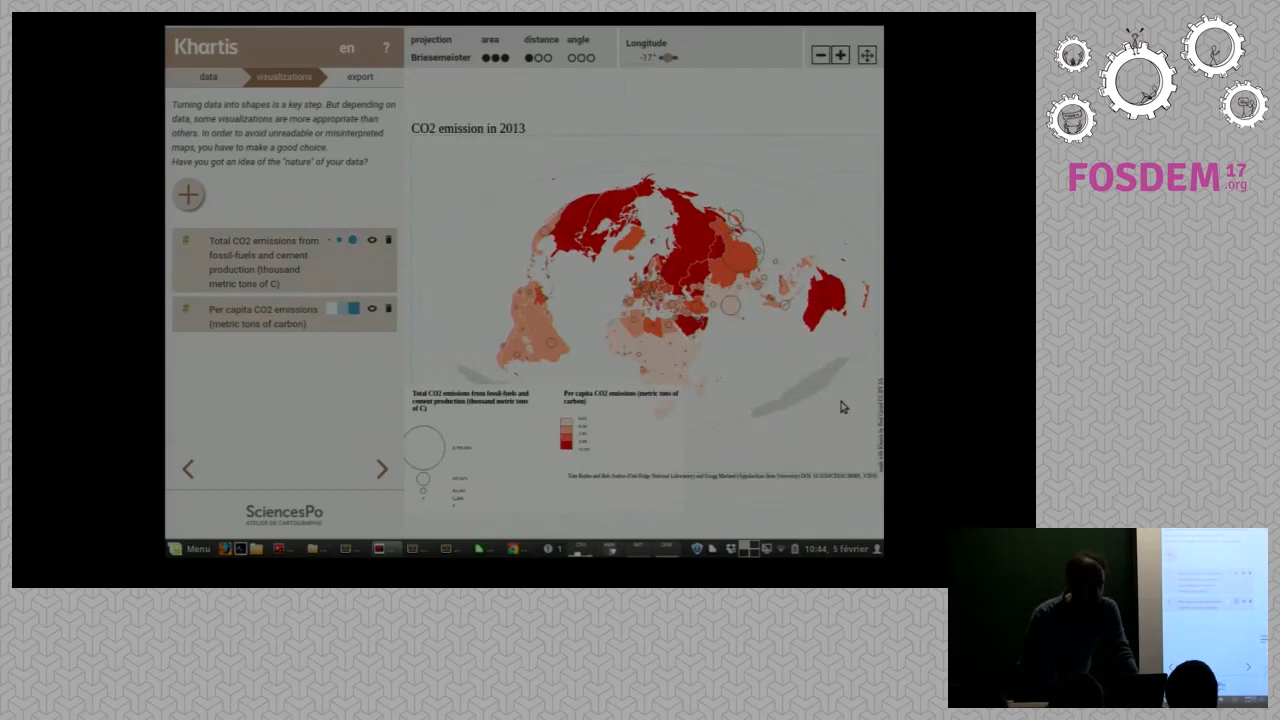 Khartis
en
?
data
visualizations
export
projection
area
distance
angle
Briesemeister
Longitude
-17°
Turning data into shapes is a key step. But depending on
data, some visualizations are more appropriate than
others. In order to avoid unreadable or misinterpreted
maps, you have to make a good choice.
Have you got an idea of the "nature" of your data?
# Total CO2 emissions from
fossil-fuels and cement
production (thousand
metric tons of C)
# Per capita CO2 emissions
(metric tons of carbon)
SciencesPo
ATELIER DE CARTOGRAPHIE
CO2 emission in 2013
Total CO2 emissions from fossil-fuels and
cement production (thousand metric tons
of C)
Per capita CO2 emissions (metric tons of
carbon)
Menu
1
10:44, 5 février
FOSDEM 17
.org